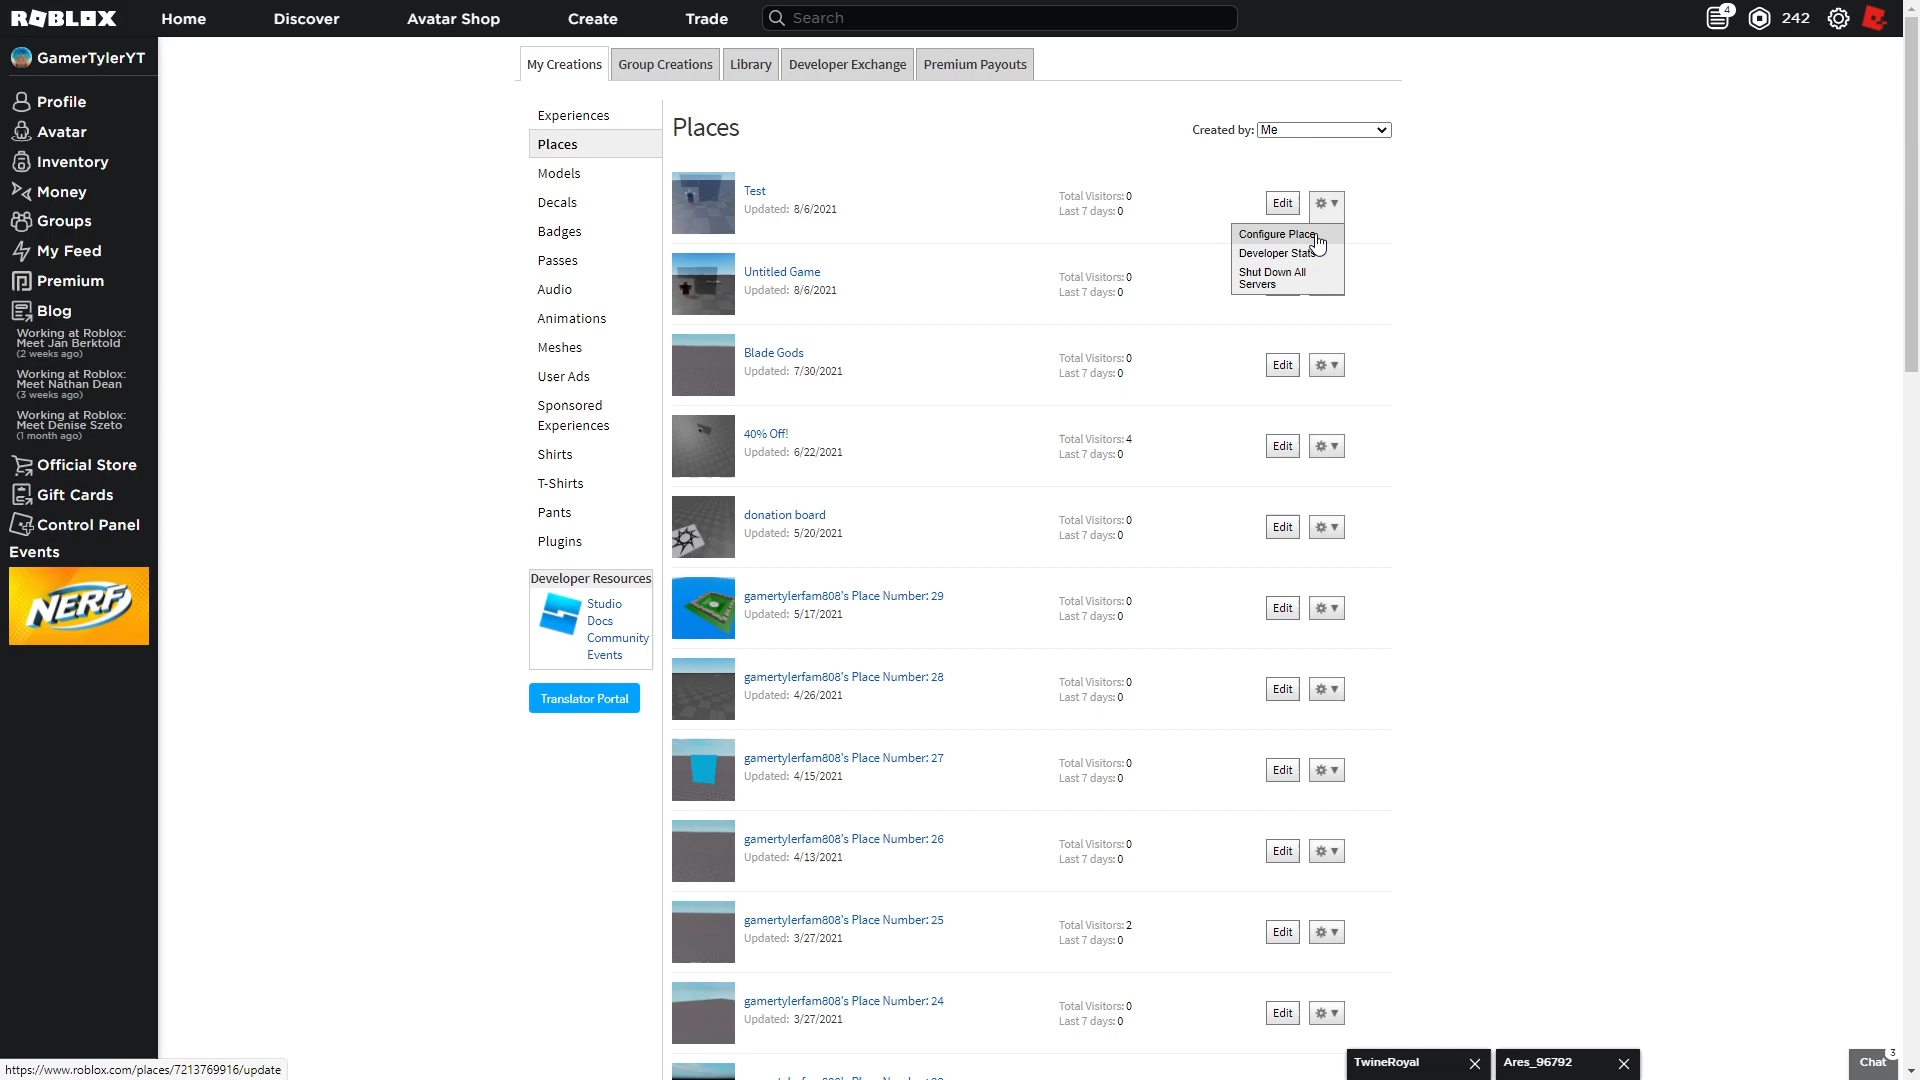 ROBLOX
Home
Discover
Avatar Shop
Create
Trade
Search
4
242
GamerTylerYT
Profile
Avatar
Inventory
Money
Groups
My Feed
Premium
Blog
Working at Roblox:
Meet Jan Berktold
(2 weeks ago)
Working at Roblox:
Meet Nathan Dean
(3 weeks ago)
Working at Roblox:
Meet Denise Szeto
(1 month ago)
Official Store
Gift Cards
Control Panel
Events
NERF
My Creations
Group Creations
Library
Developer Exchange
Premium Payouts
Experiences
Places
Models
Decals
Badges
Passes
Audio
Animations
Meshes
User Ads
Sponsored
Experiences
Shirts
T-Shirts
Pants
Plugins
Developer Resources
Studio
Docs
Community
Events
Translator Portal
Places
Created by: Me
Test
Updated: 8/6/2021
Total Visitors: 0
Last 7 days: 0
Edit
Configure Place
Developer Stats
Shut Down All
Servers
Untitled Game
Updated: 8/6/2021
Total Visitors: 0
Last 7 days: 0
Blade Gods
Updated: 7/30/2021
Total Visitors: 0
Last 7 days: 0
Edit
40% Off!
Updated: 6/22/2021
Total Visitors: 4
Last 7 days: 0
Edit
donation board
Updated: 5/20/2021
Total Visitors: 0
Last 7 days: 0
Edit
gamertylerfam808's Place Number: 29
Updated: 5/17/2021
Total Visitors: 0
Last 7 days: 0
Edit
gamertylerfam808's Place Number: 28
Updated: 4/26/2021
Total Visitors: 0
Last 7 days: 0
Edit
gamertylerfam808's Place Number: 27
Updated: 4/15/2021
Total Visitors: 0
Last 7 days: 0
Edit
gamertylerfam808's Place Number: 26
Updated: 4/13/2021
Total Visitors: 0
Last 7 days: 0
Edit
gamertylerfam808's Place Number: 25
Updated: 3/27/2021
Total Visitors: 2
Last 7 days: 0
Edit
gamertylerfam808's Place Number: 24
Updated: 3/27/2021
Total Visitors: 0
Last 7 days: 0
Edit
https://www.roblox.com/places/7213769916/update
TwineRoyal
Ares_96792
Chat
3